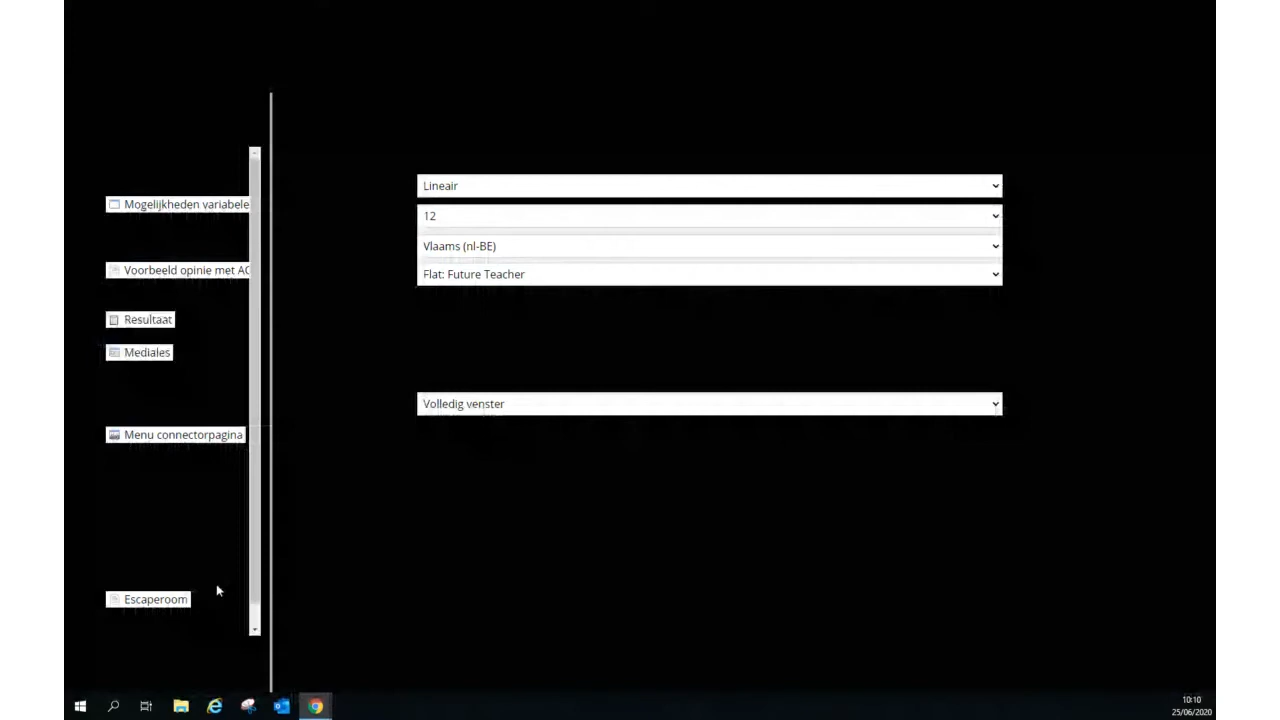 Mogelijkheden variabele
Voorbeeld opinie met AC
Resultaat
Mediales
Menu connectorpagina
Escaperoom
Lineair
12
Vlaams (nl-BE)
Flat: Future Teacher
Volledig venster
10:10
25/06/2020